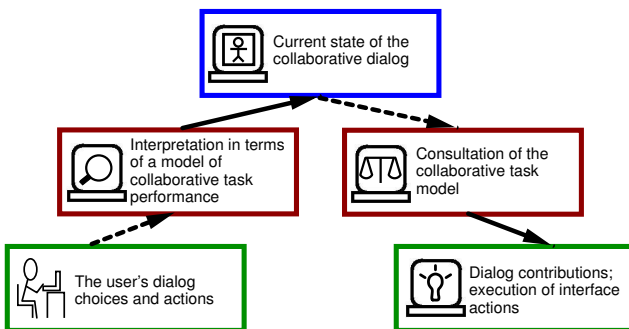 Current state of the
collaborative dialog
Interpretation in terms
of a model of
collaborative task
performance
Consultation of the
collaborative task
model
The user's dialog
choices and actions
Dialog contributions;
execution of interface
actions